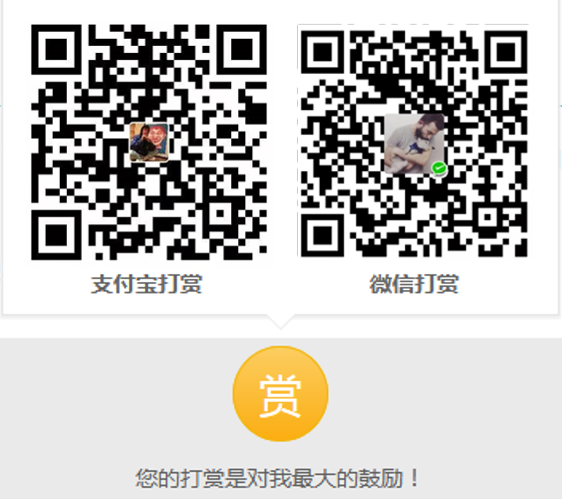 支付宝打赏
微信打赏
赏
您的打赏是对我最大的鼓励！